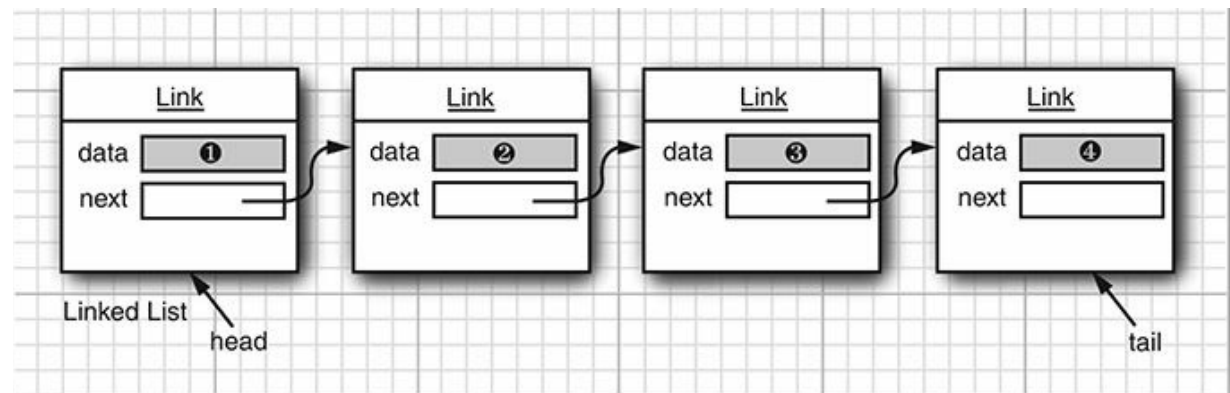 Link Link Link Link
data ❶ data ❷ data ❸ data ❹
next next next next
Linked List
head tail